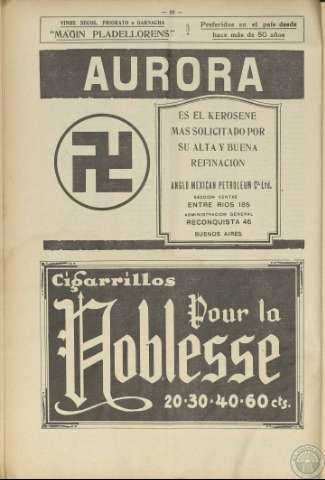 VINOS SECOS, PRIORATO o GARNACHA
"MAGIN PLADELLORENS"
Preferidos en el país desde
hace más de 50 años
AURORA
ES EL KEROSENE
MAS SOLICITADO POR
SU ALTA Y BUENA
REFINACION
ANGLO MEXICAN PETROLEUM Co Ltd.
SECCION VENTAS
ENTRE RIOS 185
ADMINISTRACION GENERAL
RECONQUISTA 46
BUENOS AIRES
Cigarrillos
Pour la
Noblesse
20·30·40·60 cts.